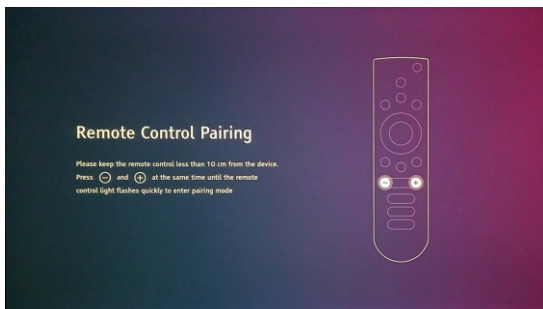 Remote Control Pairing
Please keep the remote control less than 10 cm from the device.
Press − and + at the same time until the remote
control light flashes quickly to enter pairing mode
− +